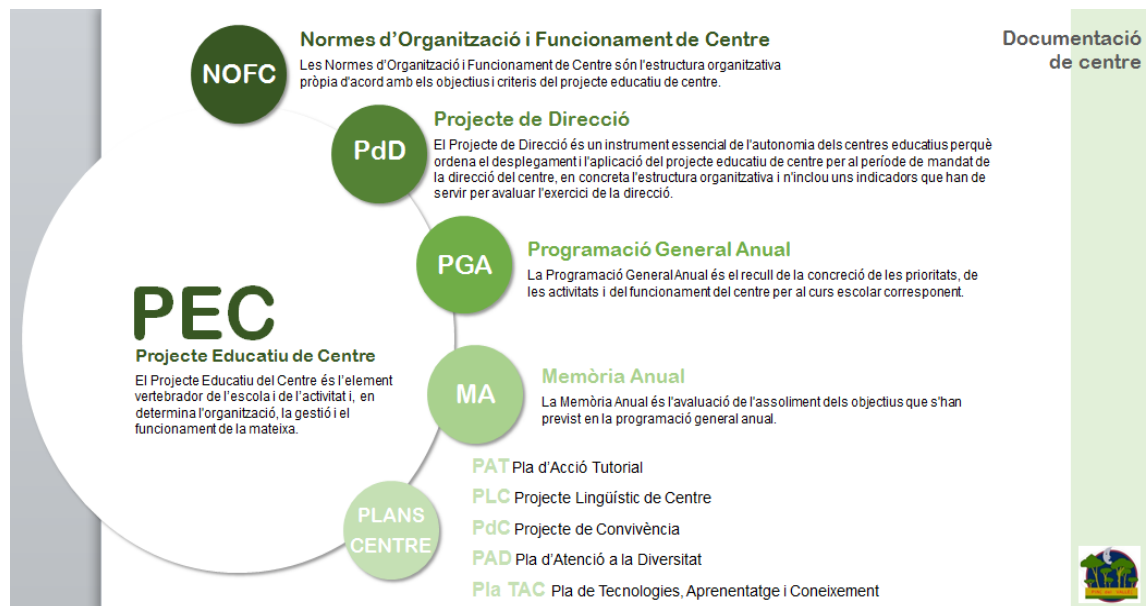 NOFC
Normes d'Organització i Funcionament de Centre
Les Normes d'Organització i Funcionament de Centre són l'estructura organitzativa
pròpia d'acord amb els objectius i criteris del projecte educatiu de centre.
Documentació
de centre
PdD
Projecte de Direcció
El Projecte de Direcció és un instrument essencial de l'autonomia dels centres educatius perquè
ordena el desplegament i l'aplicació del projecte educatiu de centre per al període de mandat de
la direcció del centre, en concreta l'estructura organitzativa i n'inclou uns indicadors que han de
servir per avaluar l'exercici de la direcció.
PGA
Programació General Anual
La Programació General Anual és el recull de la concreció de les prioritats, de
les activitats i del funcionament del centre per al curs escolar corresponent.
PEC
Projecte Educatiu de Centre
El Projecte Educatiu del Centre és l'element
vertebrador de l'escola i de l'activitat i, en
determina l'organització, la gestió i el
funcionament de la mateixa.
MA
Memòria Anual
La Memòria Anual és l'avaluació de l'assoliment dels objectius que s'han
previst en la programació general anual.
PLANS
CENTRE
PAT Pla d'Acció Tutorial
PLC Projecte Lingüístic de Centre
PdC Projecte de Convivència
PAD Pla d'Atenció a la Diversitat
Pla TAC Pla de Tecnologies, Aprenentatge i Coneixement